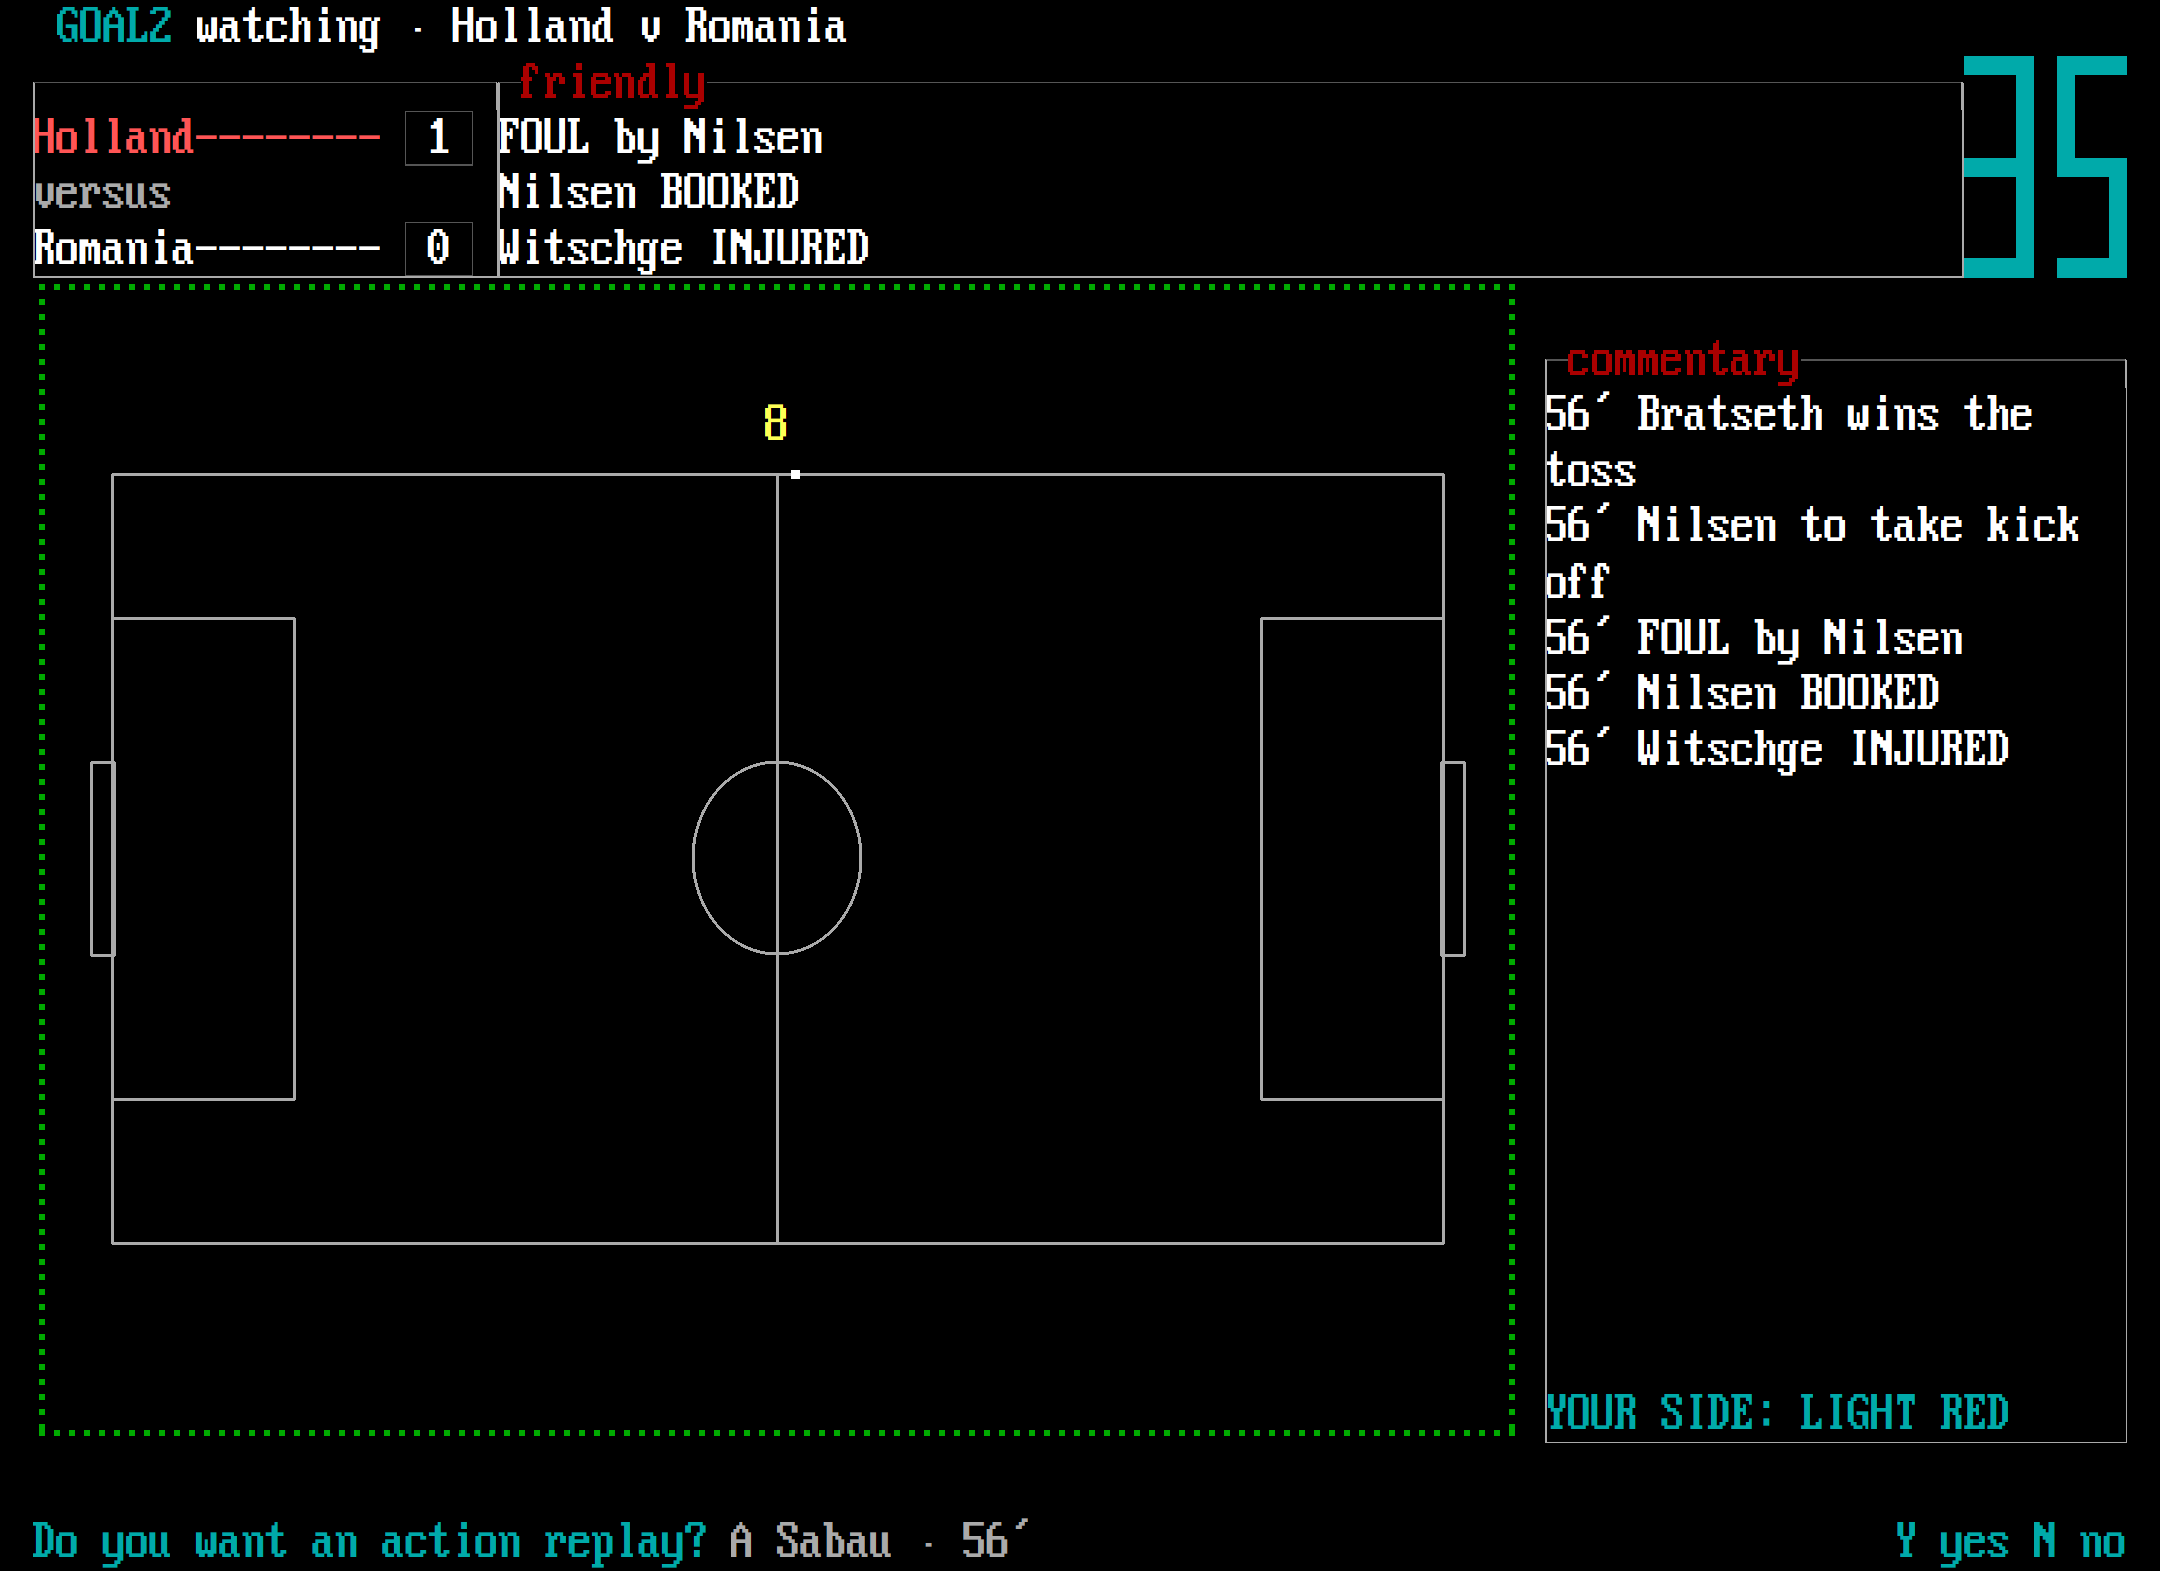 GOAL2 watching · Holland v Romania
friendly
35
Holland-------- 1
versus
Romania-------- 0
FOUL by Nilsen
Nilsen BOOKED
Witschge INJURED
8
commentary
56´ Bratseth wins the
toss
56´ Nilsen to take kick
off
56´ FOUL by Nilsen
56´ Nilsen BOOKED
56´ Witschge INJURED
YOUR SIDE: LIGHT RED
Do you want an action replay? A Sabau · 56´
Y yes N no